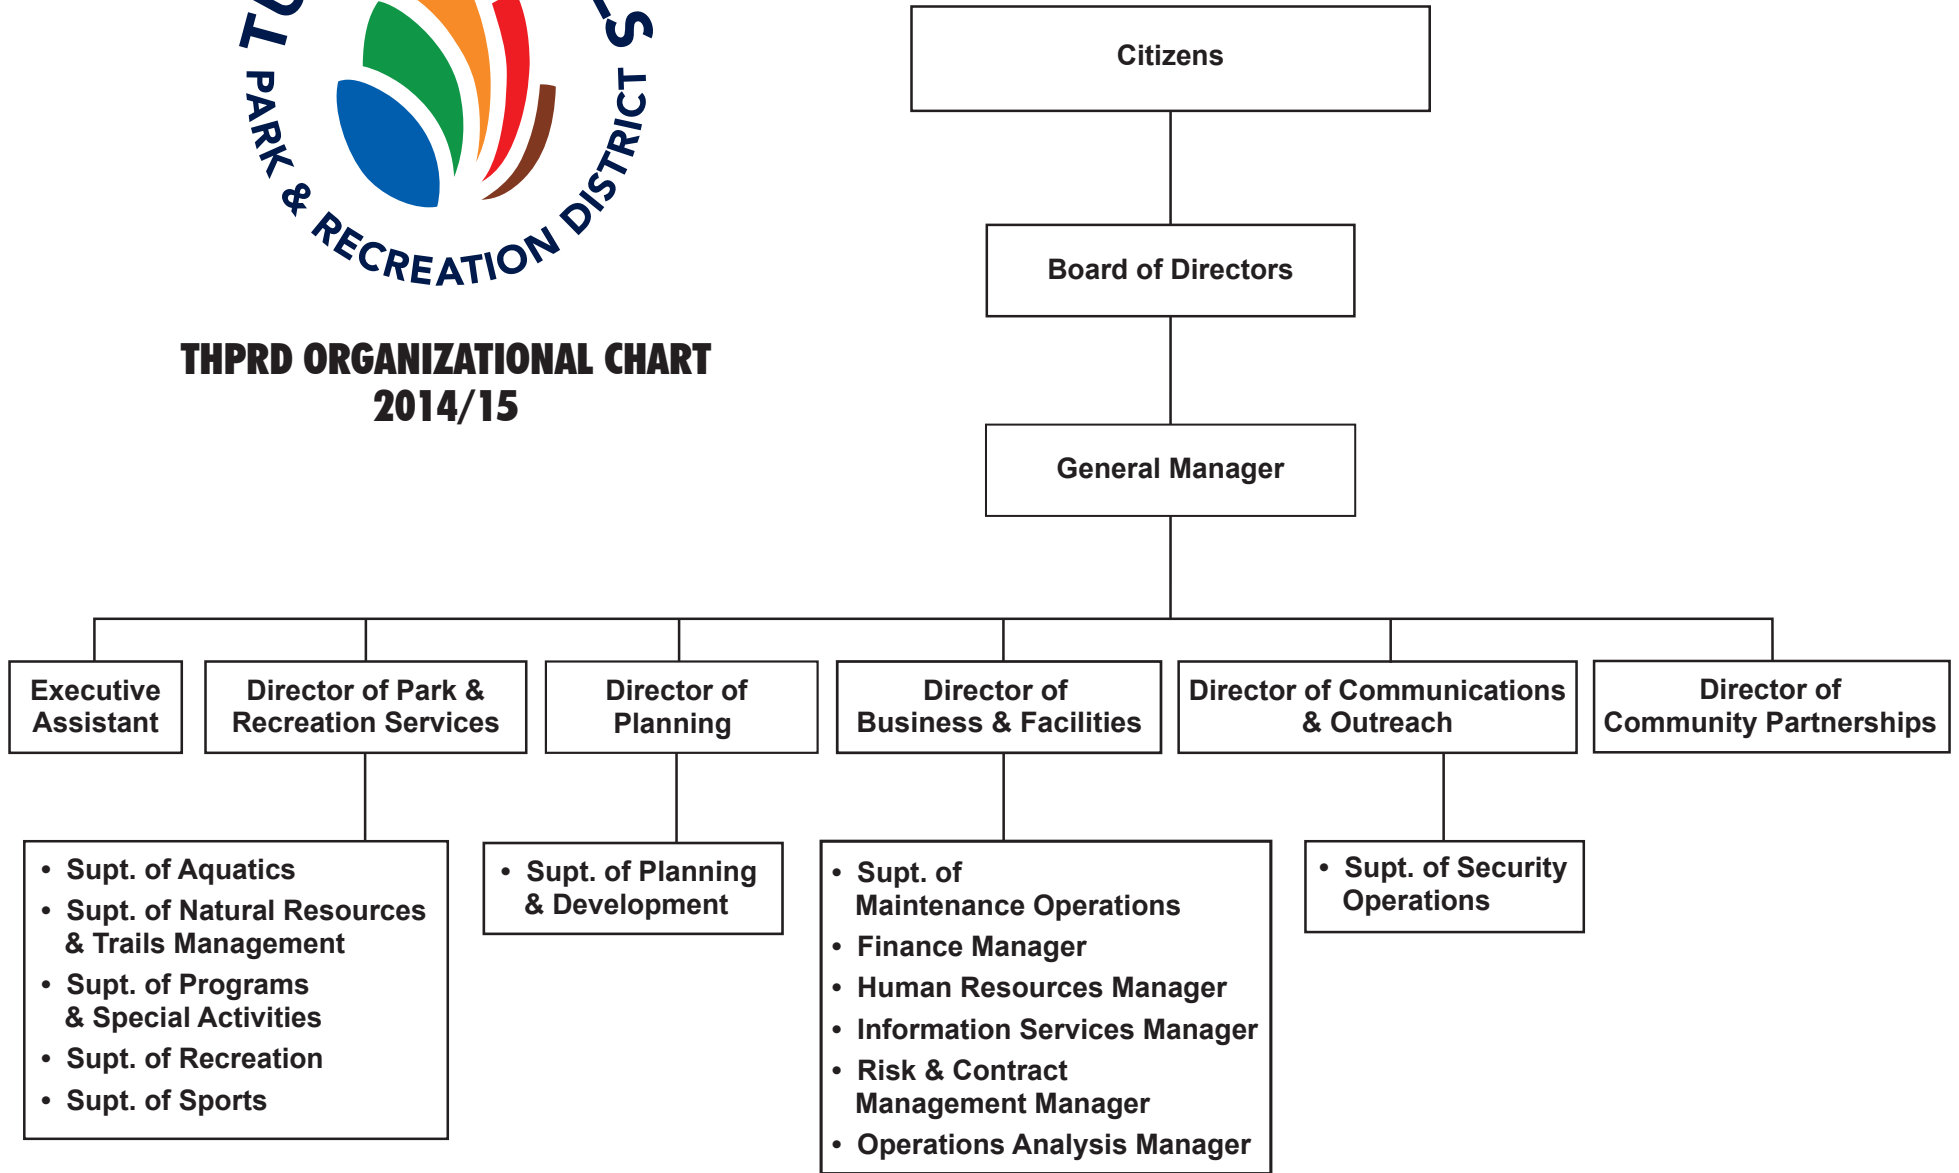 PARK & RECREATION DISTRICT
THPRD ORGANIZATIONAL CHART
2014/15
Citizens
Board of Directors
General Manager
Executive
Assistant
Director of Park &
Recreation Services
Director of
Planning
Director of
Business & Facilities
Director of Communications
& Outreach
Director of
Community Partnerships
• Supt. of Aquatics
• Supt. of Natural Resources
& Trails Management
• Supt. of Programs
& Special Activities
• Supt. of Recreation
• Supt. of Sports
• Supt. of Planning
& Development
• Supt. of
Maintenance Operations
• Finance Manager
• Human Resources Manager
• Information Services Manager
• Risk & Contract
Management Manager
• Operations Analysis Manager
• Supt. of Security
Operations